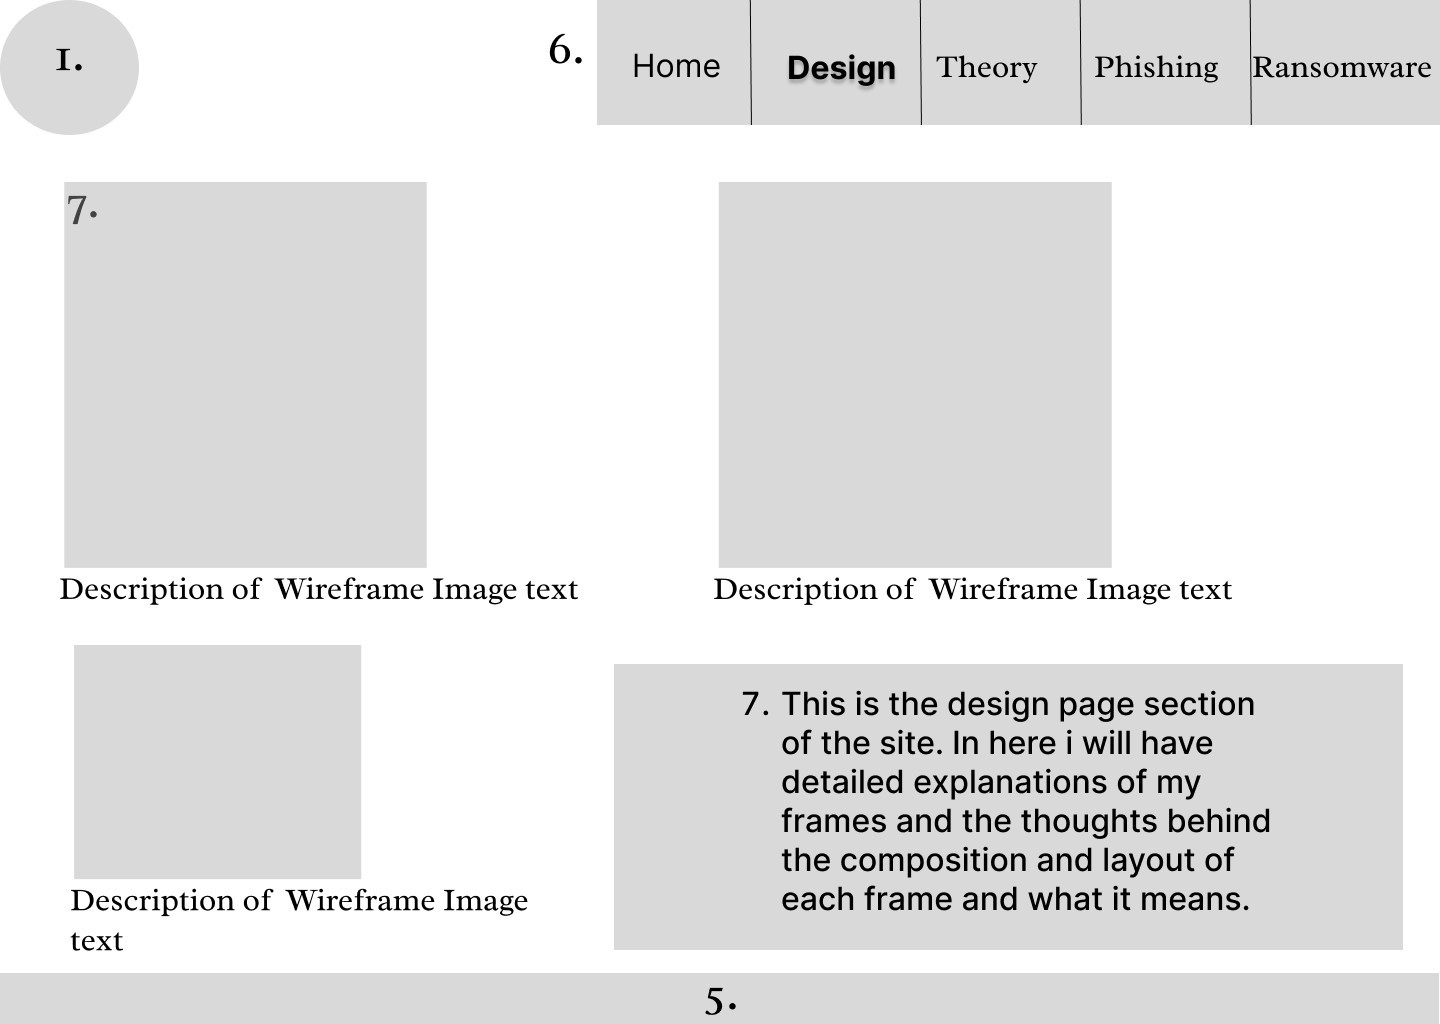 1.
6.
Home Design Theory Phishing Ransomware
7.
Description of Wireframe Image text
Description of Wireframe Image text
Description of Wireframe Image
text
7. This is the design page section
of the site. In here i will have
detailed explanations of my
frames and the thoughts behind
the composition and layout of
each frame and what it means.
5.